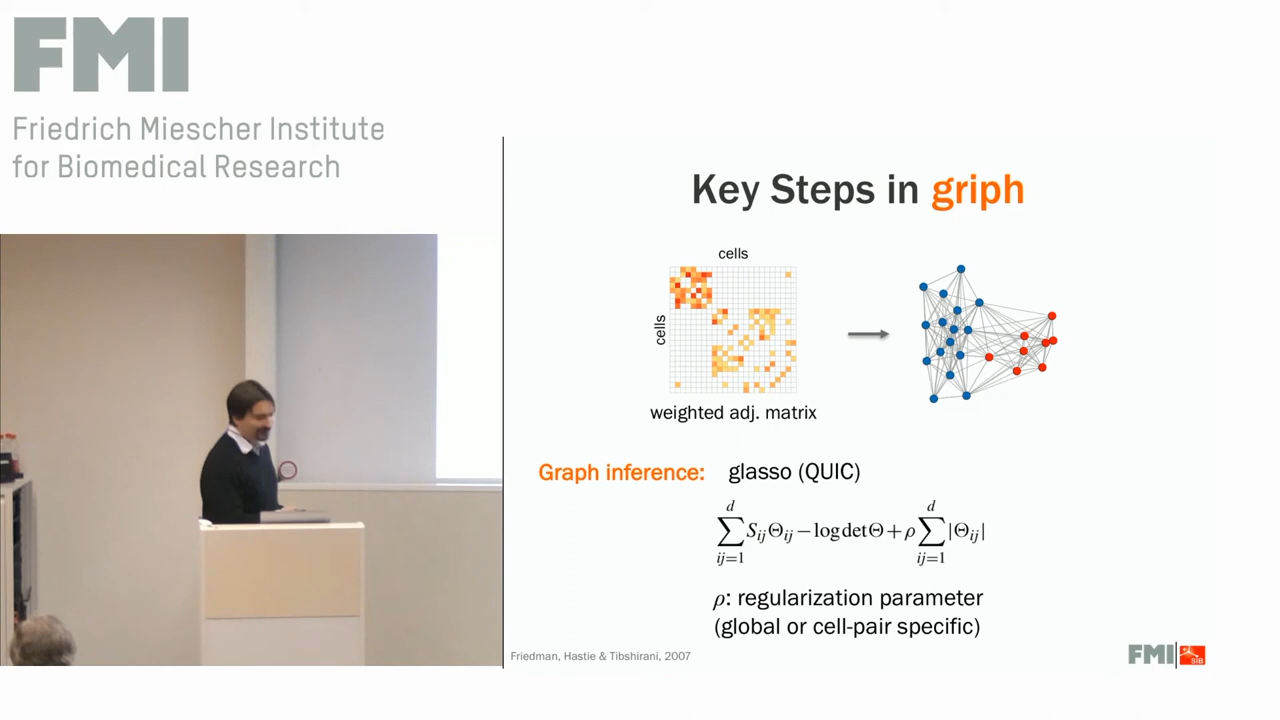 FMI
Friedrich Miescher Institute
for Biomedical Research
Key Steps in griph
cells
cells
weighted adj. matrix
Graph inference: glasso (QUIC)
d d
∑ S_ij Θ_ij − log det Θ + ρ ∑ |Θ_ij|
ij=1 ij=1
ρ: regularization parameter
(global or cell-pair specific)
Friedman, Hastie & Tibshirani, 2007
FMI SIB